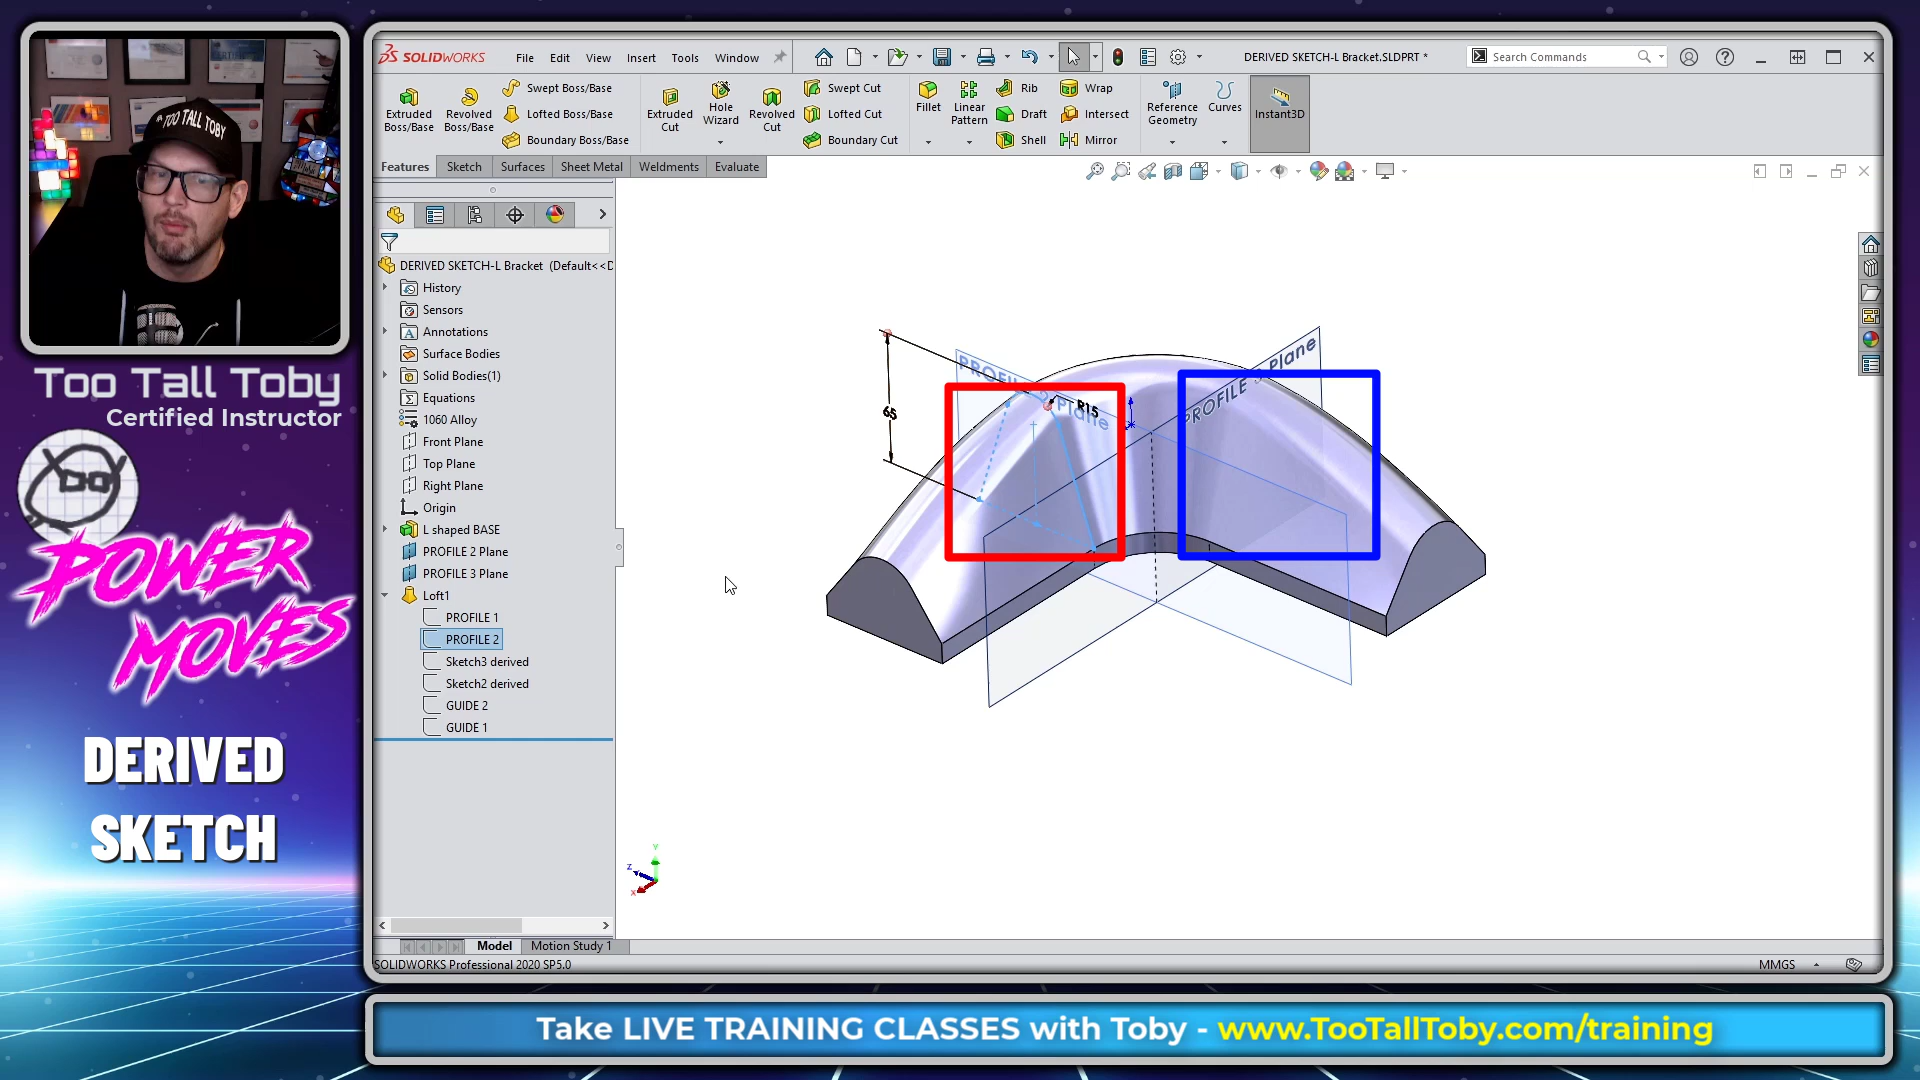 TOO TALL TOBY
Too Tall Toby
Certified Instructor
POWER
MOVES
DERIVED
SKETCH
SOLIDWORKS
File Edit View Insert Tools Window
DERIVED SKETCH-L Bracket.SLDPRT *
Search Commands
Extruded Boss/Base
Revolved Boss/Base
Swept Boss/Base
Lofted Boss/Base
Boundary Boss/Base
Extruded Cut
Hole Wizard
Revolved Cut
Swept Cut
Lofted Cut
Boundary Cut
Fillet
Linear Pattern
Rib
Draft
Shell
Wrap
Intersect
Mirror
Reference Geometry
Curves
Instant3D
Features Sketch Surfaces Sheet Metal Weldments Evaluate
DERIVED SKETCH-L Bracket (Default<<D
History
Sensors
Annotations
Surface Bodies
Solid Bodies(1)
Equations
1060 Alloy
Front Plane
Top Plane
Right Plane
Origin
L shaped BASE
PROFILE 2 Plane
PROFILE 3 Plane
Loft1
PROFILE 1
PROFILE 2
Sketch3 derived
Sketch2 derived
GUIDE 2
GUIDE 1
65
R15
PROFILE 2 Plane
PROFILE 3 Plane
Y
Z
X
Model Motion Study 1
SOLIDWORKS Professional 2020 SP5.0
MMGS
Take LIVE TRAINING CLASSES with Toby - www.TooTallToby.com/training